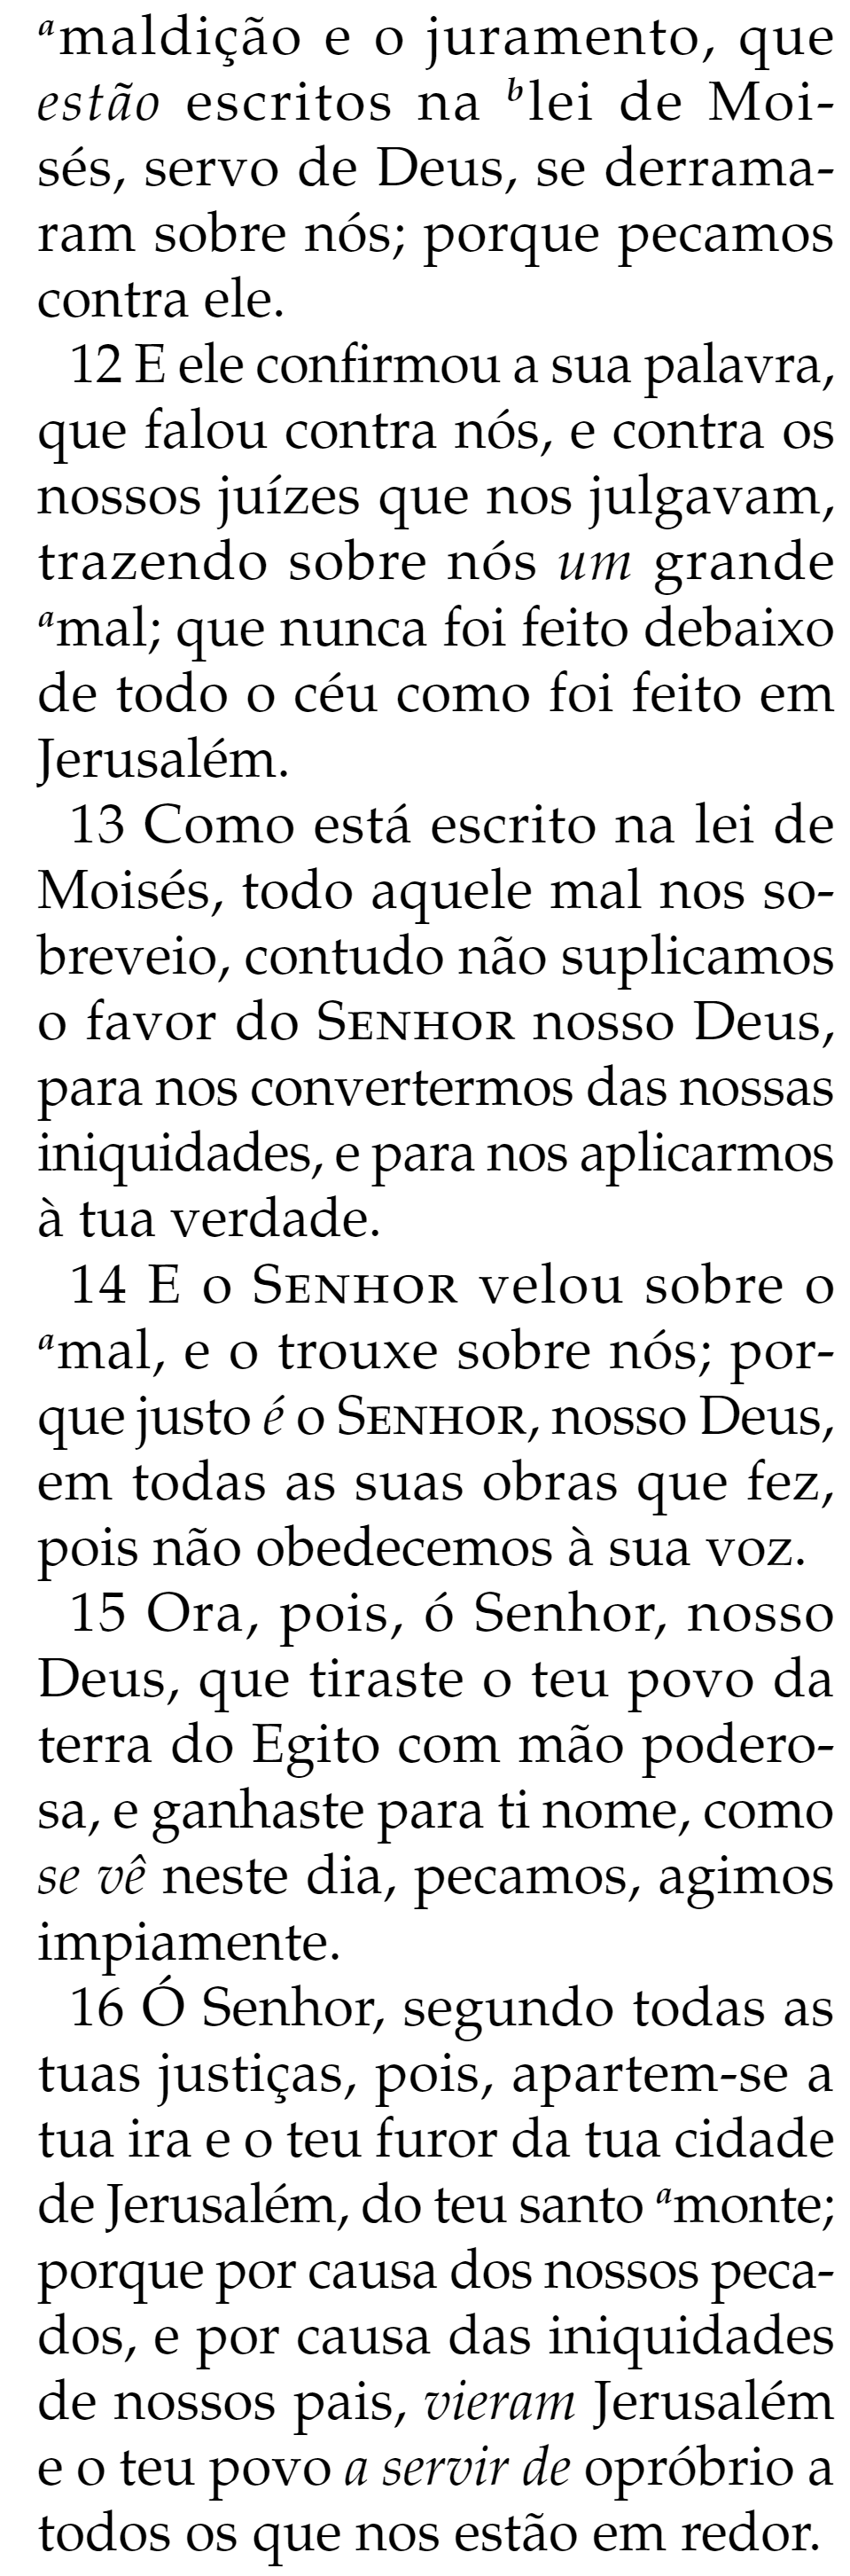 ᵃmaldição e o juramento, que
estão escritos na ᵇlei de Moi-
sés, servo de Deus, se derrama-
ram sobre nós; porque pecamos
contra ele.
12 E ele confirmou a sua palavra,
que falou contra nós, e contra os
nossos juízes que nos julgavam,
trazendo sobre nós um grande
ᵃmal; que nunca foi feito debaixo
de todo o céu como foi feito em
Jerusalém.
13 Como está escrito na lei de
Moisés, todo aquele mal nos so-
breveio, contudo não suplicamos
o favor do SENHOR nosso Deus,
para nos convertermos das nossas
iniquidades, e para nos aplicarmos
à tua verdade.
14 E o SENHOR velou sobre o
ᵃmal, e o trouxe sobre nós; por-
que justo é o SENHOR, nosso Deus,
em todas as suas obras que fez,
pois não obedecemos à sua voz.
15 Ora, pois, ó Senhor, nosso
Deus, que tiraste o teu povo da
terra do Egito com mão podero-
sa, e ganhaste para ti nome, como
se vê neste dia, pecamos, agimos
impiamente.
16 Ó Senhor, segundo todas as
tuas justiças, pois, apartem-se a
tua ira e o teu furor da tua cidade
de Jerusalém, do teu santo ᵃmonte;
porque por causa dos nossos peca-
dos, e por causa das iniquidades
de nossos pais, vieram Jerusalém
e o teu povo a servir de opróbrio a
todos os que nos estão em redor.